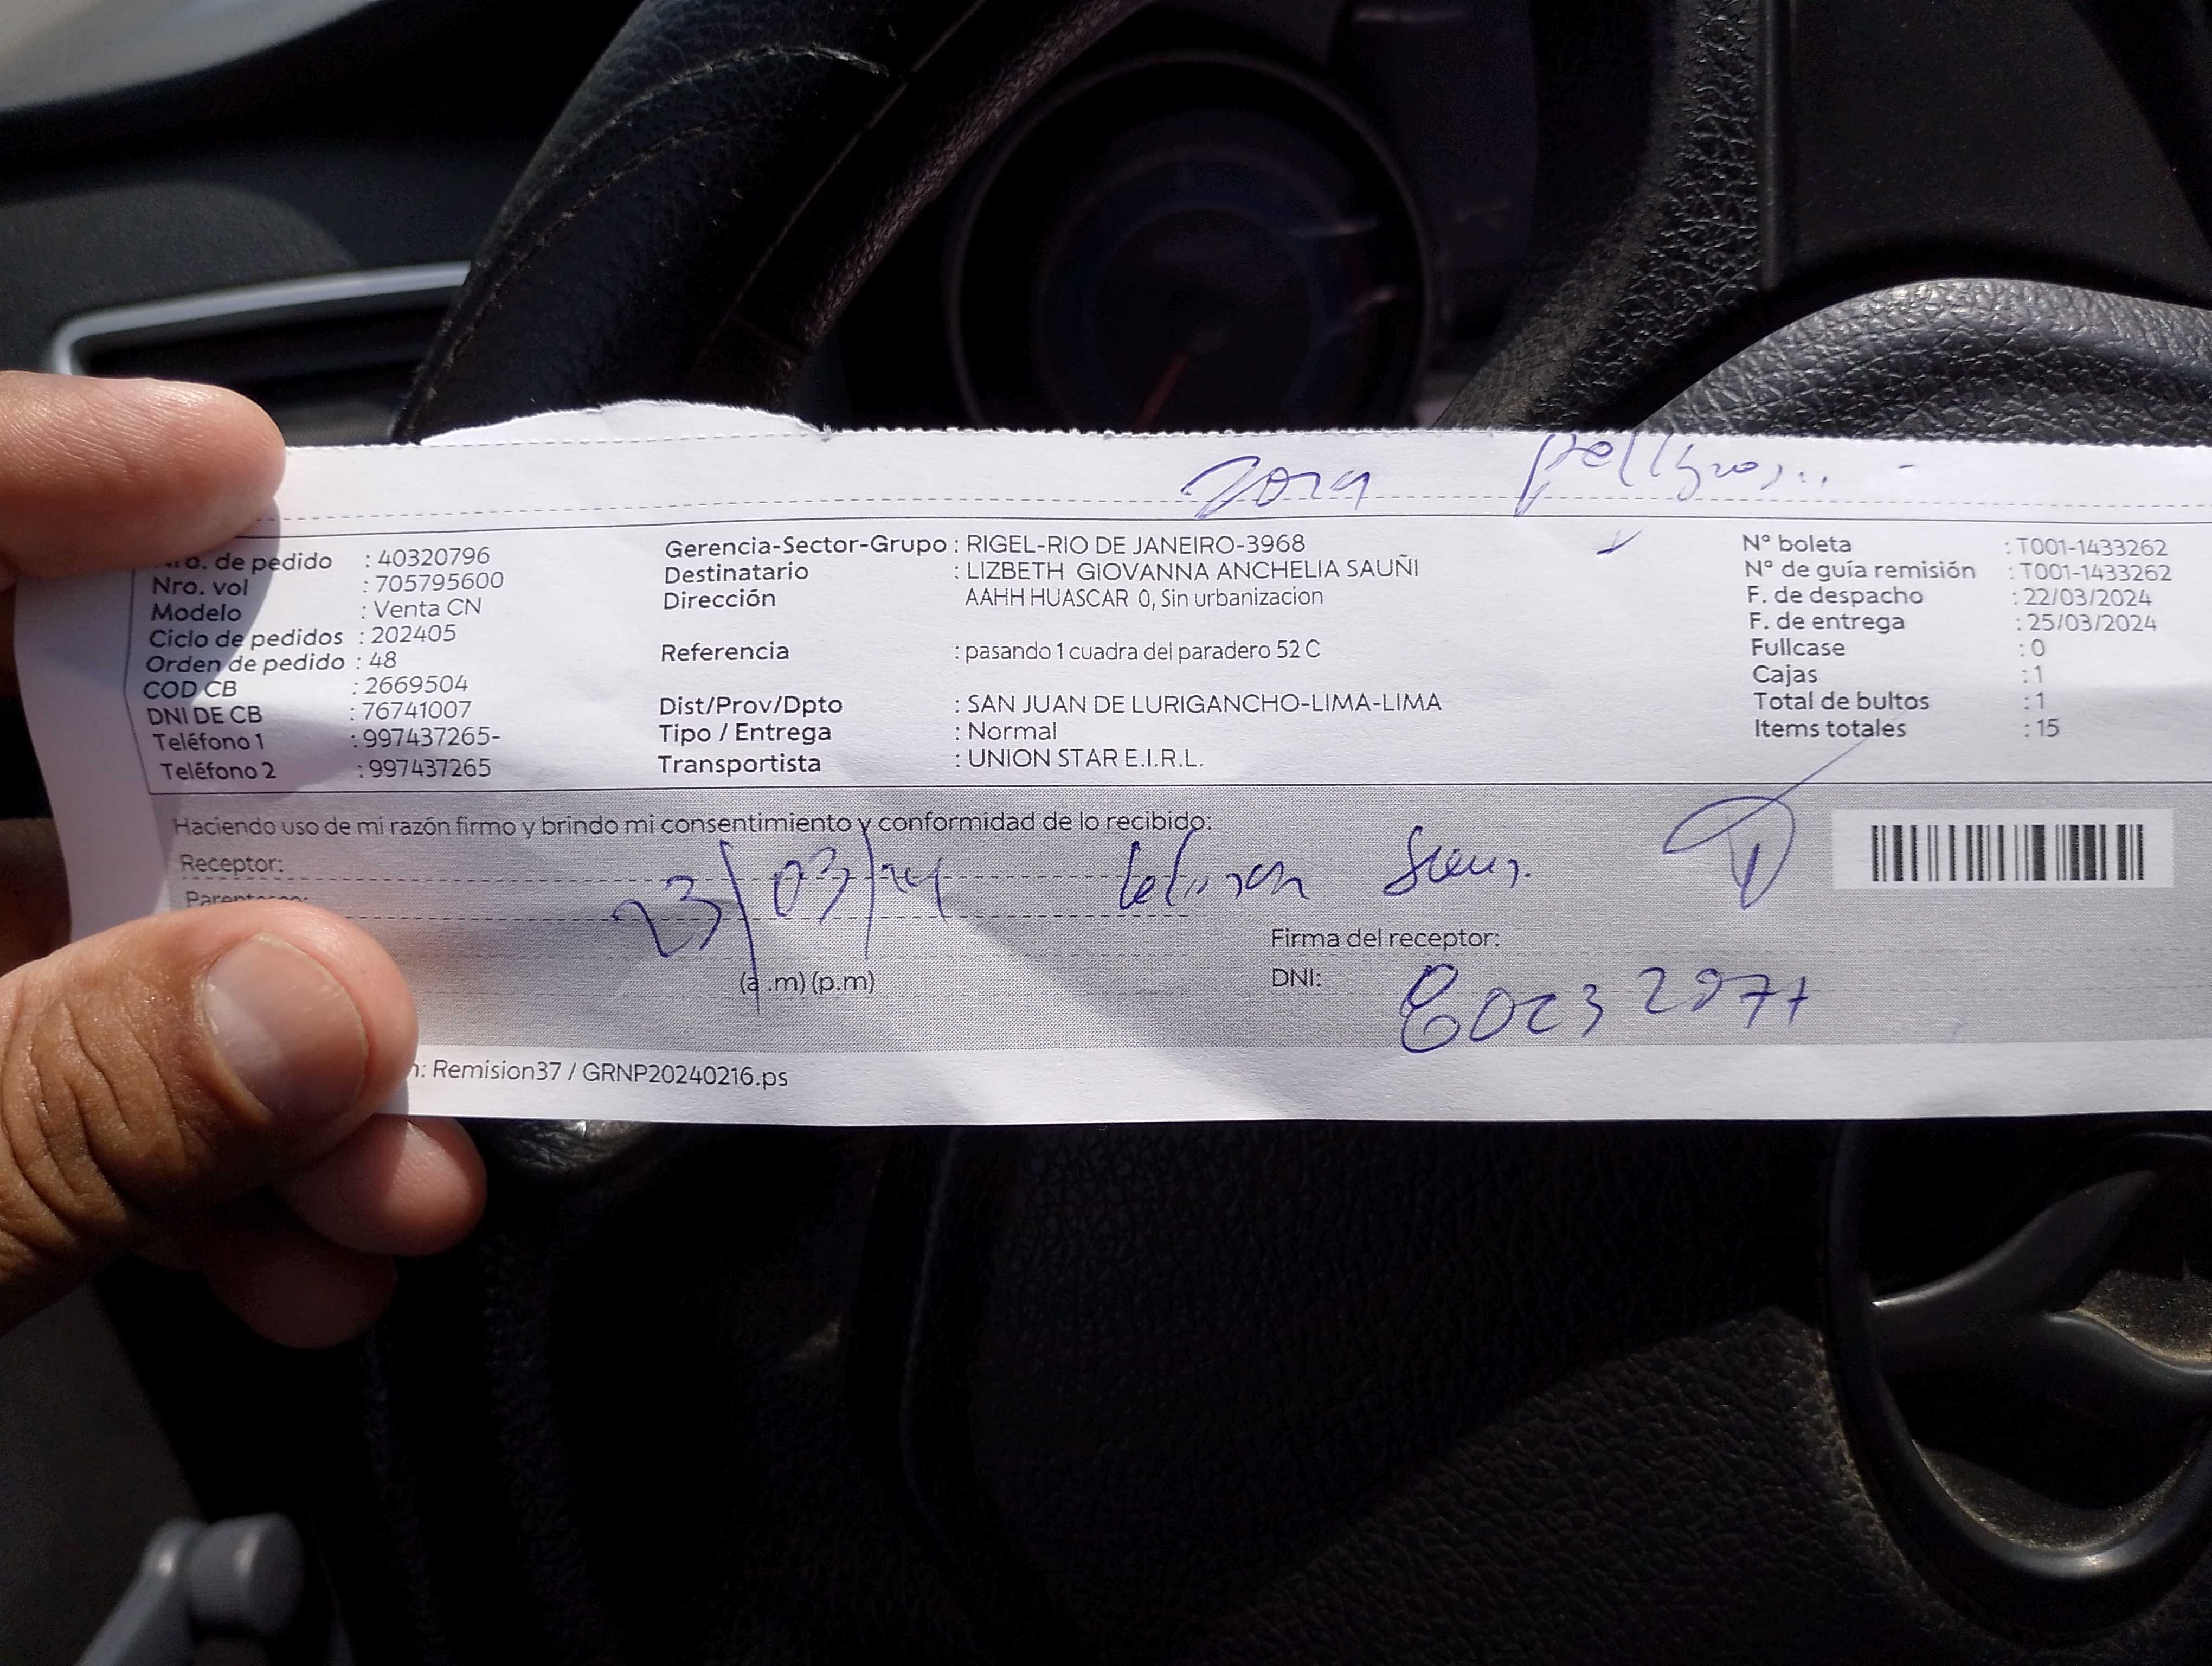 Zona peligrosa...
Nro. de pedido : 40320796
Nro. vol : 705795600
Modelo : Venta CN
Ciclo de pedidos : 202405
Orden de pedido : 48
COD CB : 2669504
DNI DE CB : 76741007
Teléfono 1 : 997437265-
Teléfono 2 : 997437265
Gerencia-Sector-Grupo : RIGEL-RIO DE JANEIRO-3968
Destinatario : LIZBETH GIOVANNA ANCHELIA SAUÑI
Dirección AAHH HUASCAR 0, Sin urbanizacion
Referencia : pasando 1 cuadra del paradero 52 C
Dist/Prov/Dpto : SAN JUAN DE LURIGANCHO-LIMA-LIMA
Tipo / Entrega : Normal
Transportista : UNION STAR E.I.R.L.
N° boleta : T001-1433262
N° de guía remisión : T001-1433262
F. de despacho : 22/03/2024
F. de entrega : 25/03/2024
Fullcase : 0
Cajas : 1
Total de bultos : 1
Items totales : 15
Haciendo uso de mi razón firmo y brindo mi consentimiento y conformidad de lo recibido:
Receptor:
Parentesco:
23/03/24
(a.m) (p.m)
Firma del receptor:
DNI:
: Remision37 / GRNP20240216.ps